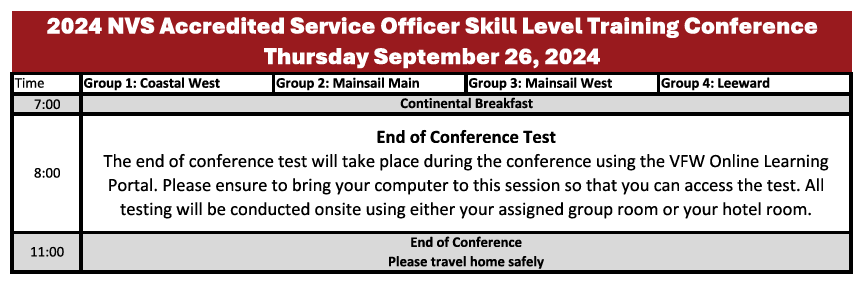 2024 NVS Accredited Service Officer Skill Level Training Conference
Thursday September 26, 2024
Time Group 1: Coastal West Group 2: Mainsail Main Group 3: Mainsail West Group 4: Leeward
7:00 Continental Breakfast
End of Conference Test
The end of conference test will take place during the conference using the VFW Online Learning
8:00 Portal. Please ensure to bring your computer to this session so that you can access the test. All
testing will be conducted onsite using either your assigned group room or your hotel room.
11:00 End of Conference
Please travel home safely